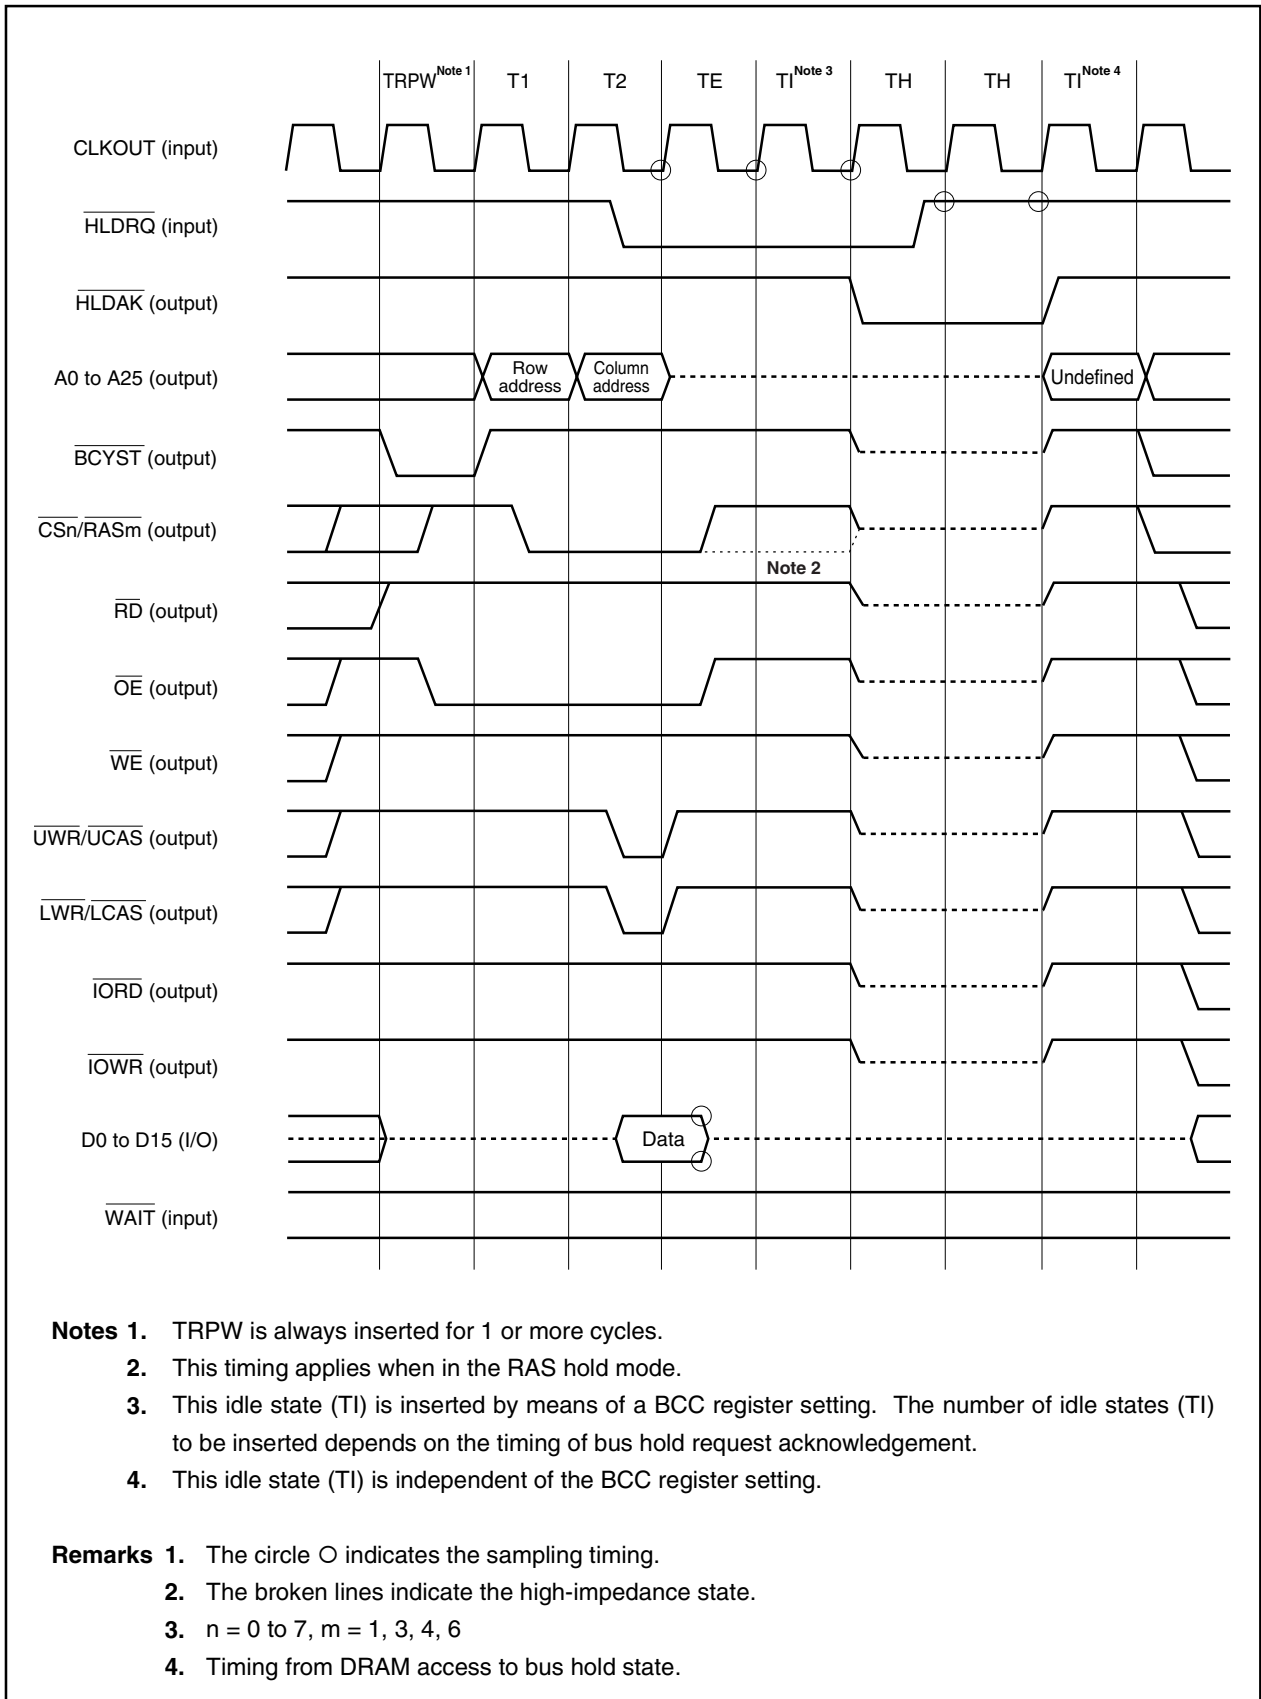 TRPW Note 1 T1 T2 TE TI Note 3 TH TH TI Note 4
CLKOUT (input)
HLDRQ (input)
HLDAK (output)
A0 to A25 (output)
Row address
Column address
Undefined
BCYST (output)
CSn/RASm (output)
Note 2
RD (output)
OE (output)
WE (output)
UWR/UCAS (output)
LWR/LCAS (output)
IORD (output)
IOWR (output)
D0 to D15 (I/O)
Data
WAIT (input)
Notes 1. TRPW is always inserted for 1 or more cycles.
2. This timing applies when in the RAS hold mode.
3. This idle state (TI) is inserted by means of a BCC register setting. The number of idle states (TI)
to be inserted depends on the timing of bus hold request acknowledgement.
4. This idle state (TI) is independent of the BCC register setting.
Remarks 1. The circle O indicates the sampling timing.
2. The broken lines indicate the high-impedance state.
3. n = 0 to 7, m = 1, 3, 4, 6
4. Timing from DRAM access to bus hold state.